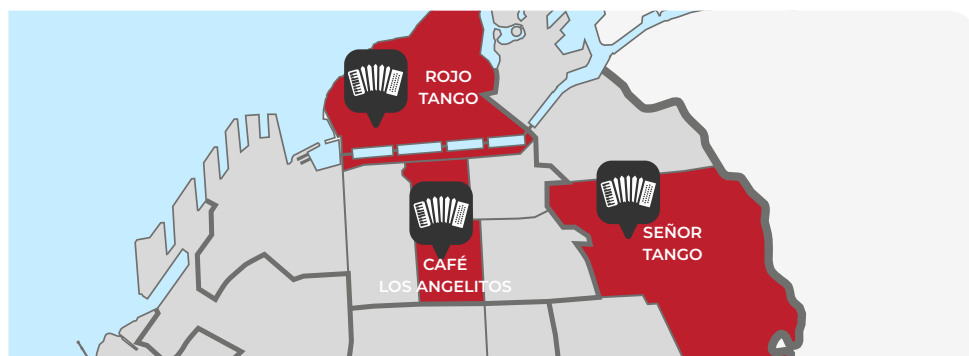 ROJO
TANGO
SEÑOR
TANGO
CAFÉ
LOS ANGELITOS